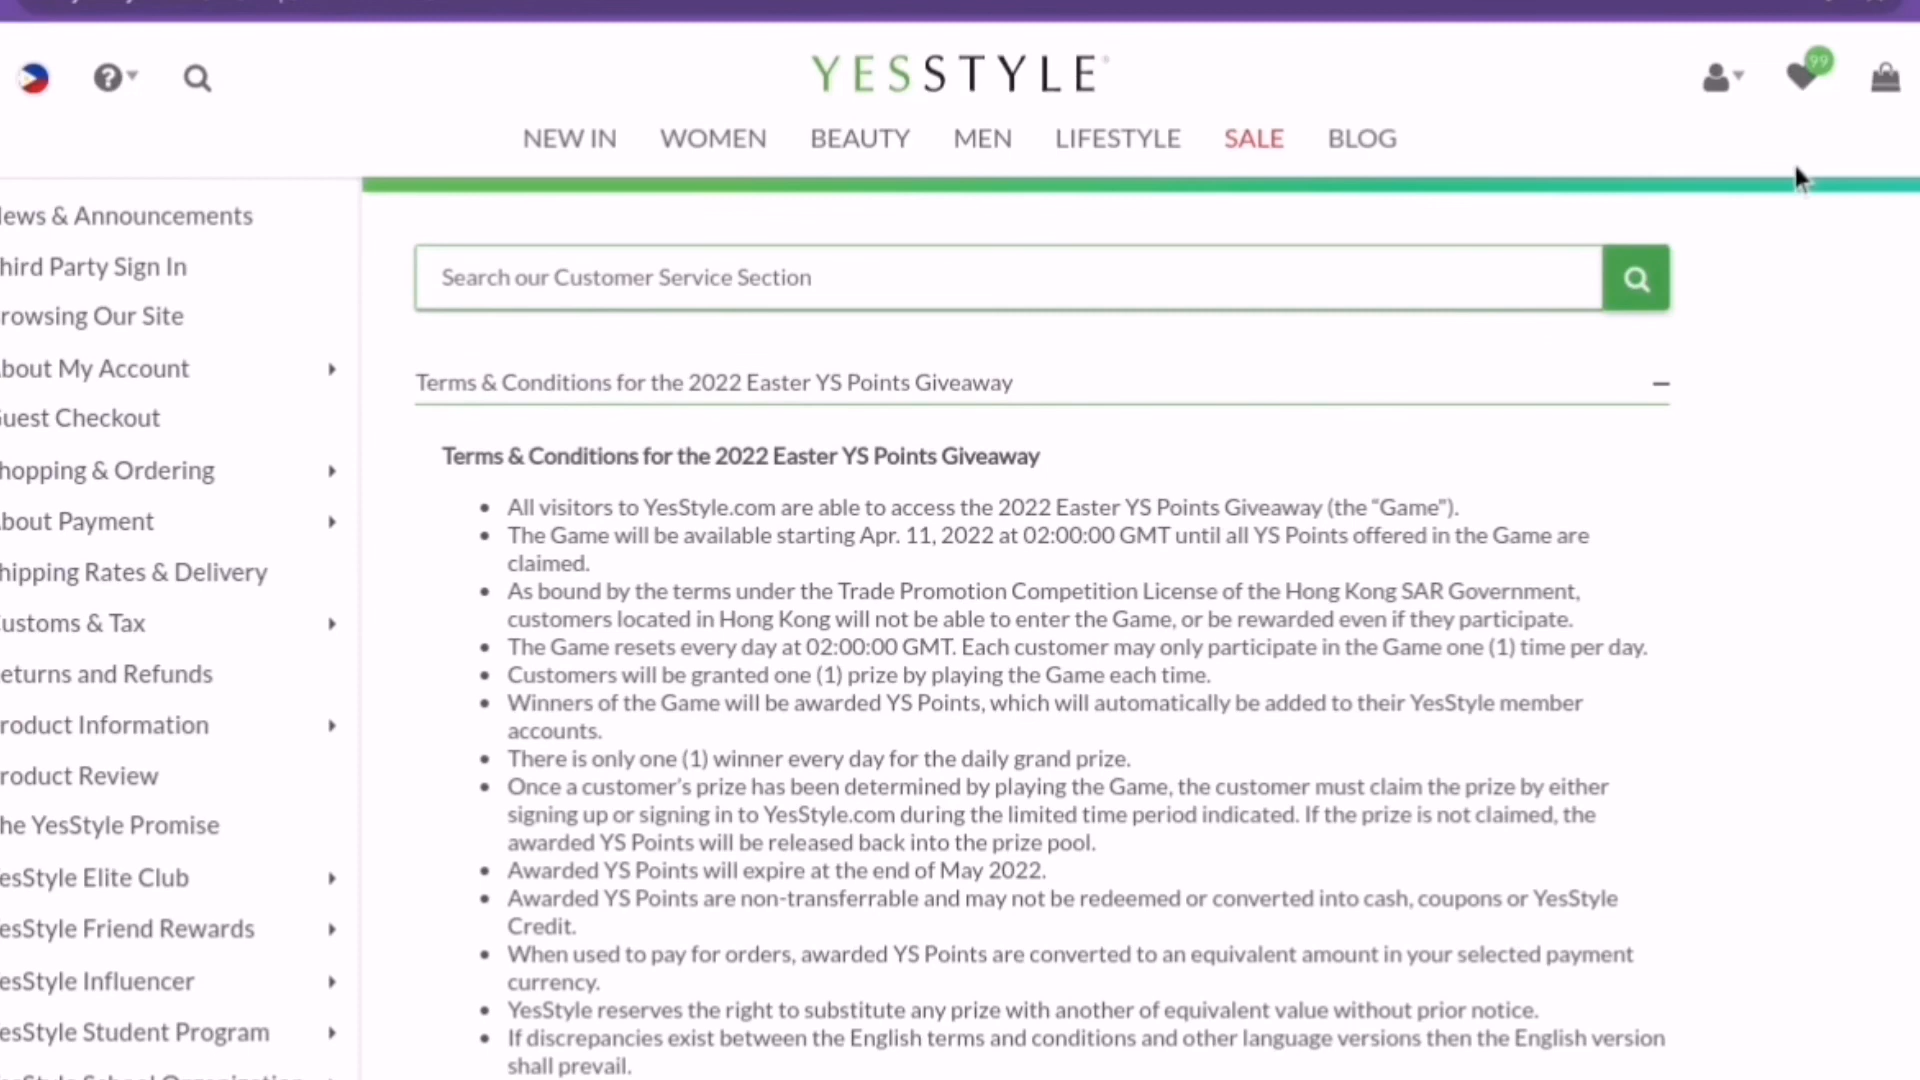 YESSTYLE
99
NEW IN WOMEN BEAUTY MEN LIFESTYLE SALE BLOG
ews & Announcements
hird Party Sign In
rowsing Our Site
bout My Account
uest Checkout
hopping & Ordering
bout Payment
hipping Rates & Delivery
ustoms & Tax
eturns and Refunds
roduct Information
roduct Review
he YesStyle Promise
esStyle Elite Club
esStyle Friend Rewards
esStyle Influencer
esStyle Student Program
Search our Customer Service Section
Terms & Conditions for the 2022 Easter YS Points Giveaway
Terms & Conditions for the 2022 Easter YS Points Giveaway
All visitors to YesStyle.com are able to access the 2022 Easter YS Points Giveaway (the “Game”).
The Game will be available starting Apr. 11, 2022 at 02:00:00 GMT until all YS Points offered in the Game are
claimed.
As bound by the terms under the Trade Promotion Competition License of the Hong Kong SAR Government,
customers located in Hong Kong will not be able to enter the Game, or be rewarded even if they participate.
The Game resets every day at 02:00:00 GMT. Each customer may only participate in the Game one (1) time per day.
Customers will be granted one (1) prize by playing the Game each time.
Winners of the Game will be awarded YS Points, which will automatically be added to their YesStyle member
accounts.
There is only one (1) winner every day for the daily grand prize.
Once a customer’s prize has been determined by playing the Game, the customer must claim the prize by either
signing up or signing in to YesStyle.com during the limited time period indicated. If the prize is not claimed, the
awarded YS Points will be released back into the prize pool.
Awarded YS Points will expire at the end of May 2022.
Awarded YS Points are non-transferrable and may not be redeemed or converted into cash, coupons or YesStyle
Credit.
When used to pay for orders, awarded YS Points are converted to an equivalent amount in your selected payment
currency.
YesStyle reserves the right to substitute any prize with another of equivalent value without prior notice.
If discrepancies exist between the English terms and conditions and other language versions then the English version
shall prevail.